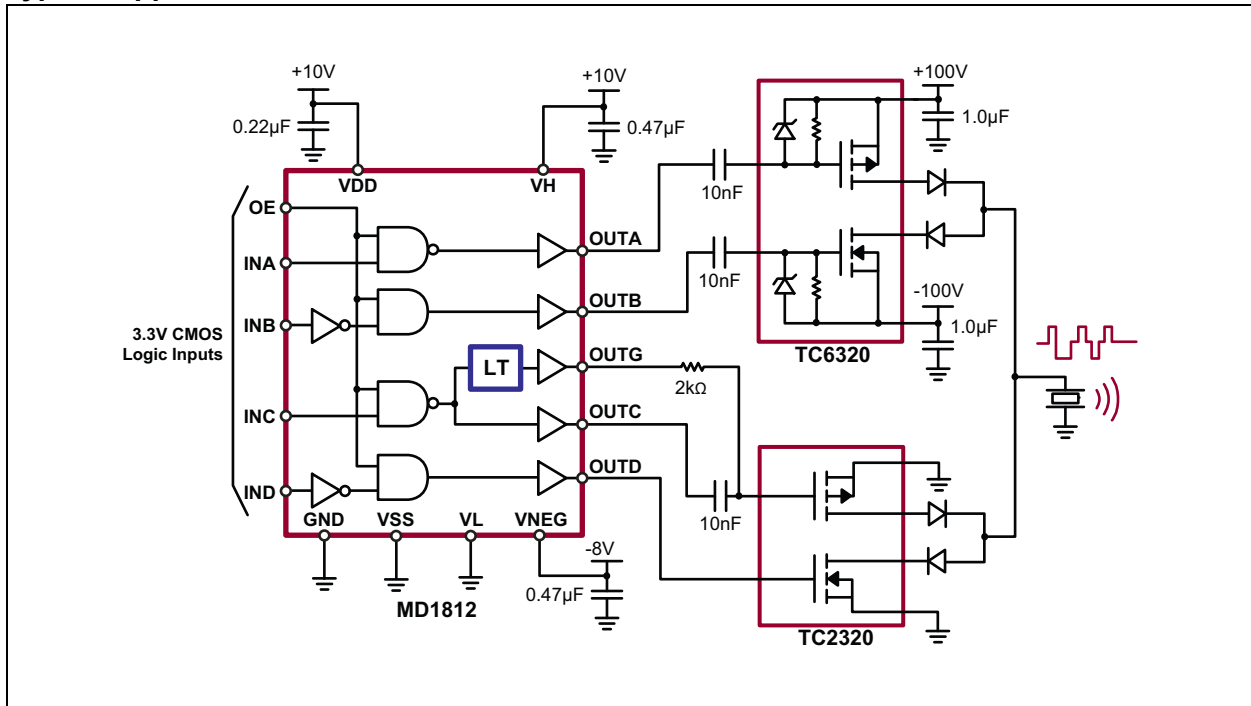 +10V
0.22µF
+10V
0.47µF
+100V
1.0µF
VDD
VH
OE
INA
INB
INC
IND
3.3V CMOS
Logic Inputs
LT
OUTA
OUTB
OUTG
OUTC
OUTD
10nF
10nF
2kΩ
10nF
-100V
1.0µF
TC6320
GND
VSS
VL
VNEG
-8V
0.47µF
MD1812
TC2320